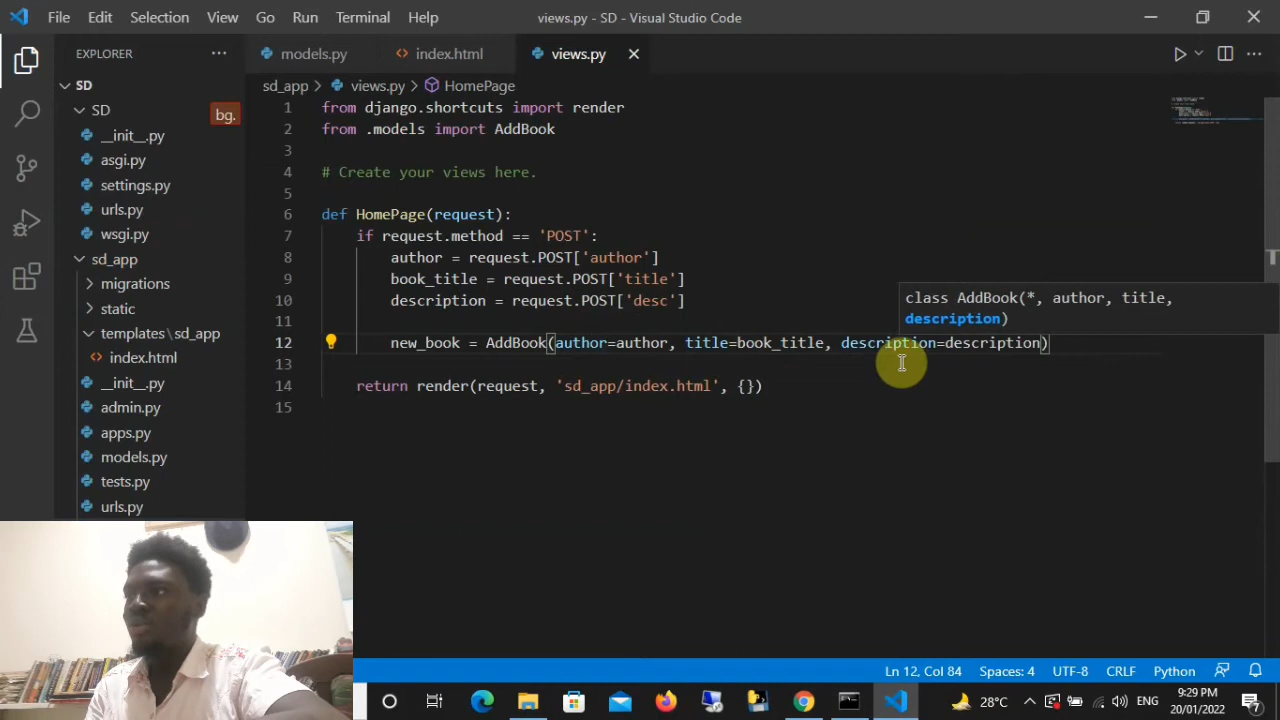 File Edit Selection View Go Run Terminal Help views.py - SD - Visual Studio Code
EXPLORER
models.py index.html views.py
SD
sd_app views.py HomePage
SD
bg.
__init__.py
asgi.py
settings.py
urls.py
wsgi.py
sd_app
migrations
static
templates\sd_app
index.html
__init__.py
admin.py
apps.py
models.py
tests.py
urls.py
1 from django.shortcuts import render
2 from .models import AddBook
3
4 # Create your views here.
5
6 def HomePage(request):
7 if request.method == 'POST':
8 author = request.POST['author']
9 book_title = request.POST['title']
10 description = request.POST['desc']
11
class AddBook(*, author, title,
description)
12 new_book = AddBook(author=author, title=book_title, description=description)
13
14 return render(request, 'sd_app/index.html', {})
15
Ln 12, Col 84 Spaces: 4 UTF-8 CRLF Python
28°C ENG 9:29 PM
20/01/2022
7